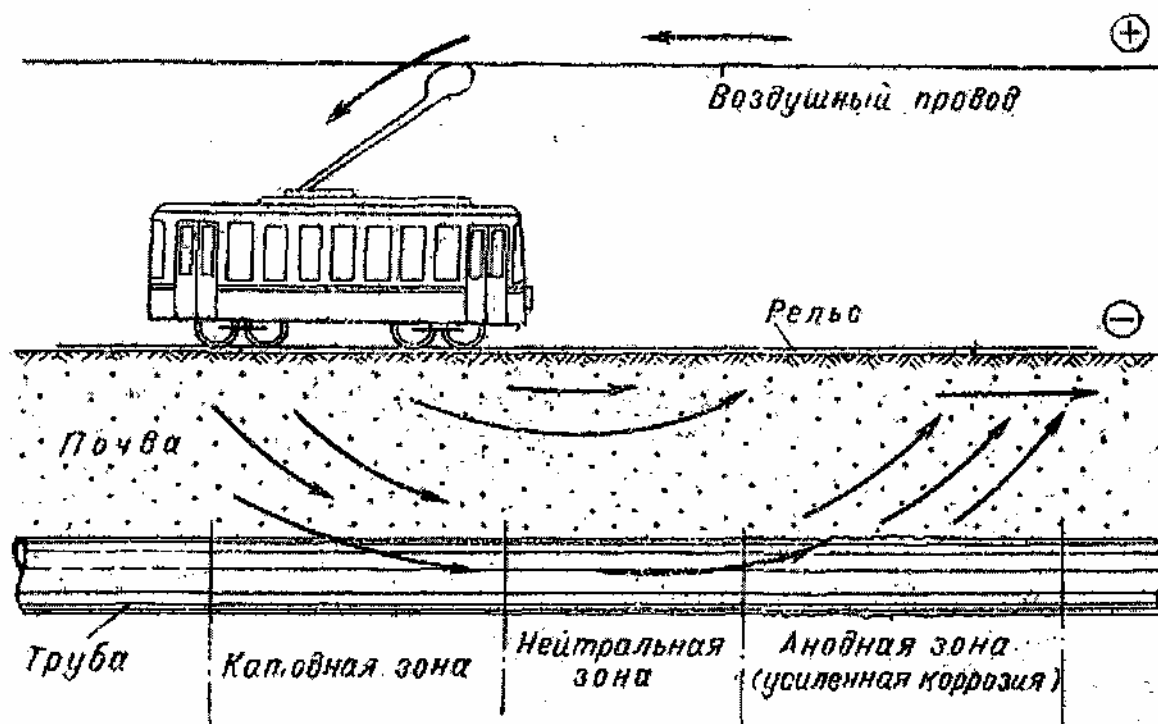 +
Воздушный провод
Рельс
−
Почва
Труба
Катодная зона
Нейтральная
зона
Анодная зона
(усиленная коррозия)